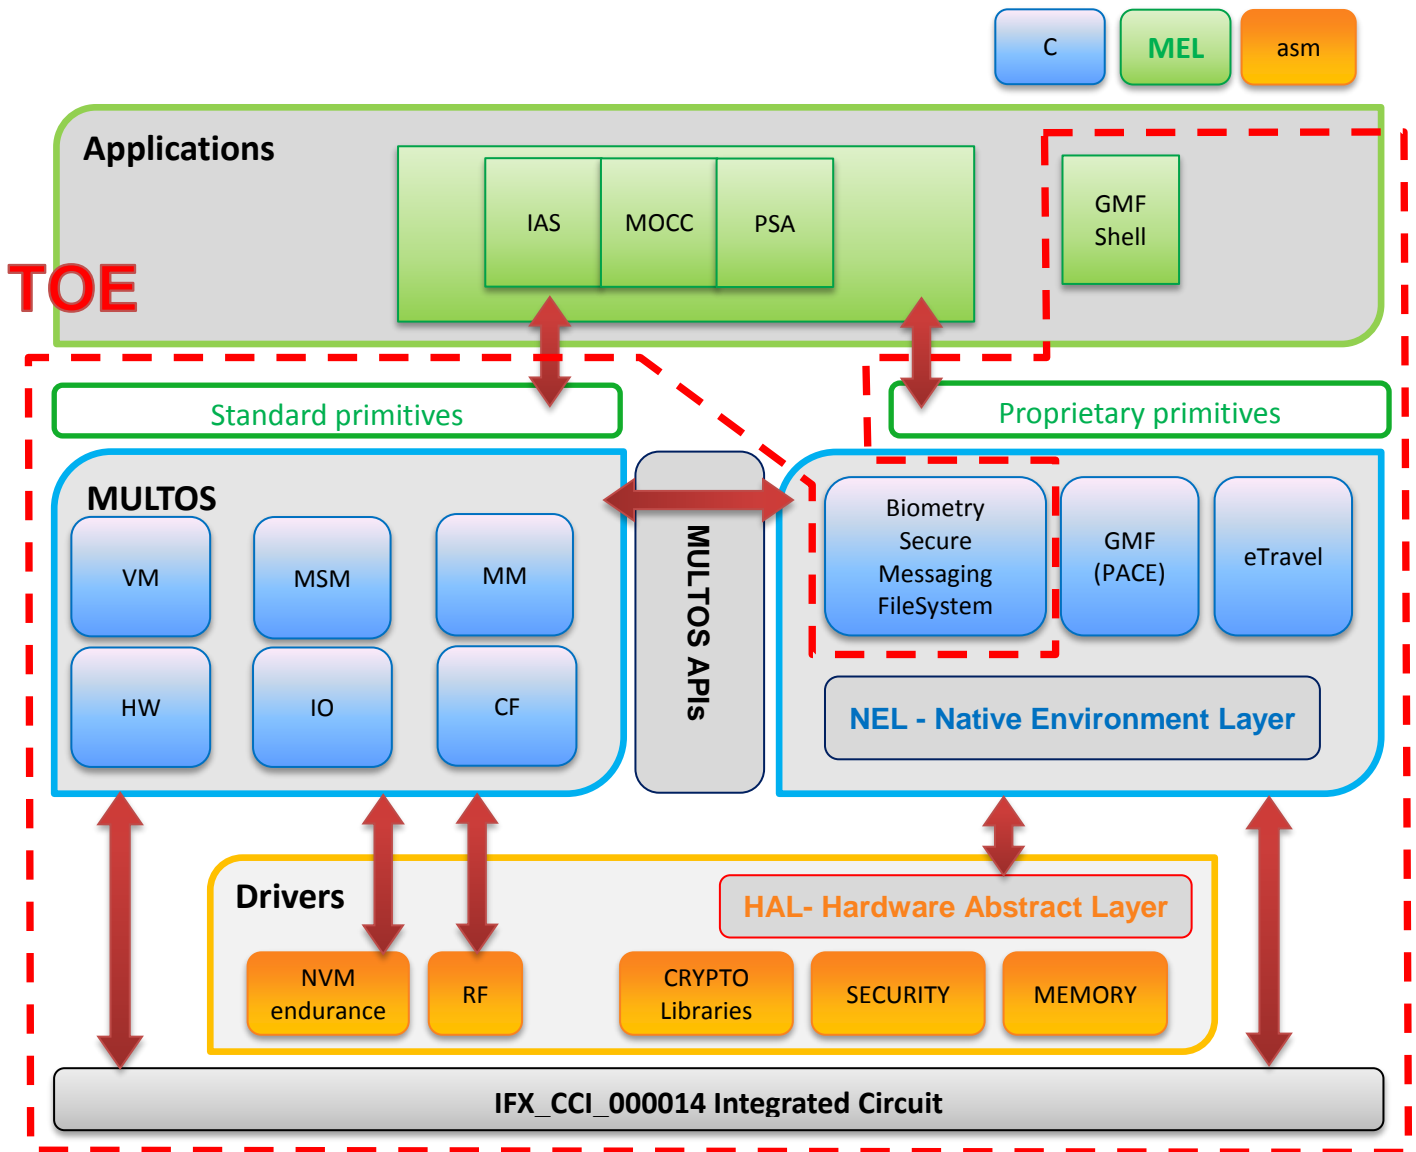 C
MEL
asm
Applications
IAS
MOCC
PSA
GMF
Shell
TOE
Standard primitives
Proprietary primitives
MULTOS
VM
MSM
MM
HW
IO
CF
MULTOS APIs
Biometry
Secure
Messaging
FileSystem
GMF
(PACE)
eTravel
NEL - Native Environment Layer
Drivers
HAL- Hardware Abstract Layer
NVM
endurance
RF
CRYPTO
Libraries
SECURITY
MEMORY
IFX_CCI_000014 Integrated Circuit